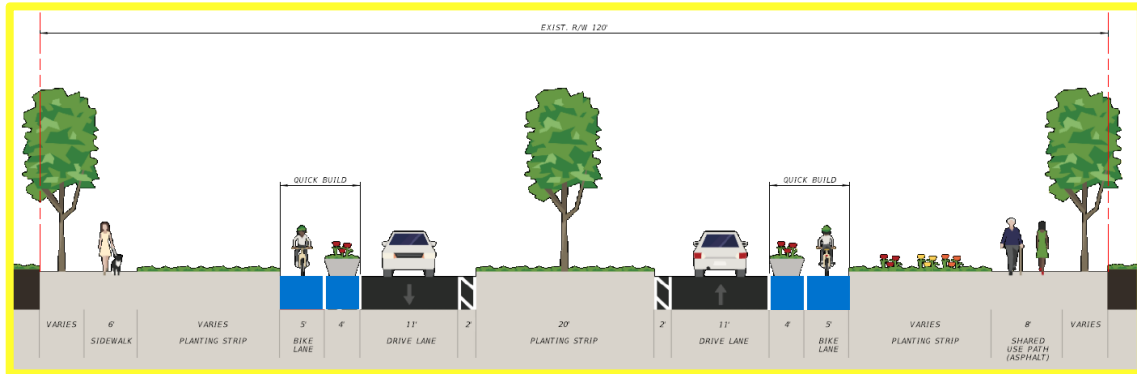 EXIST. R/W 120'
QUICK BUILD
QUICK BUILD
VARIES
6'
VARIES
5'
4'
11'
2'
20'
2'
11'
4'
5'
VARIES
8'
VARIES
SIDEWALK
PLANTING STRIP
BIKE
LANE
DRIVE LANE
PLANTING STRIP
DRIVE LANE
BIKE
LANE
PLANTING STRIP
SHARED
USE PATH
(ASPHALT)